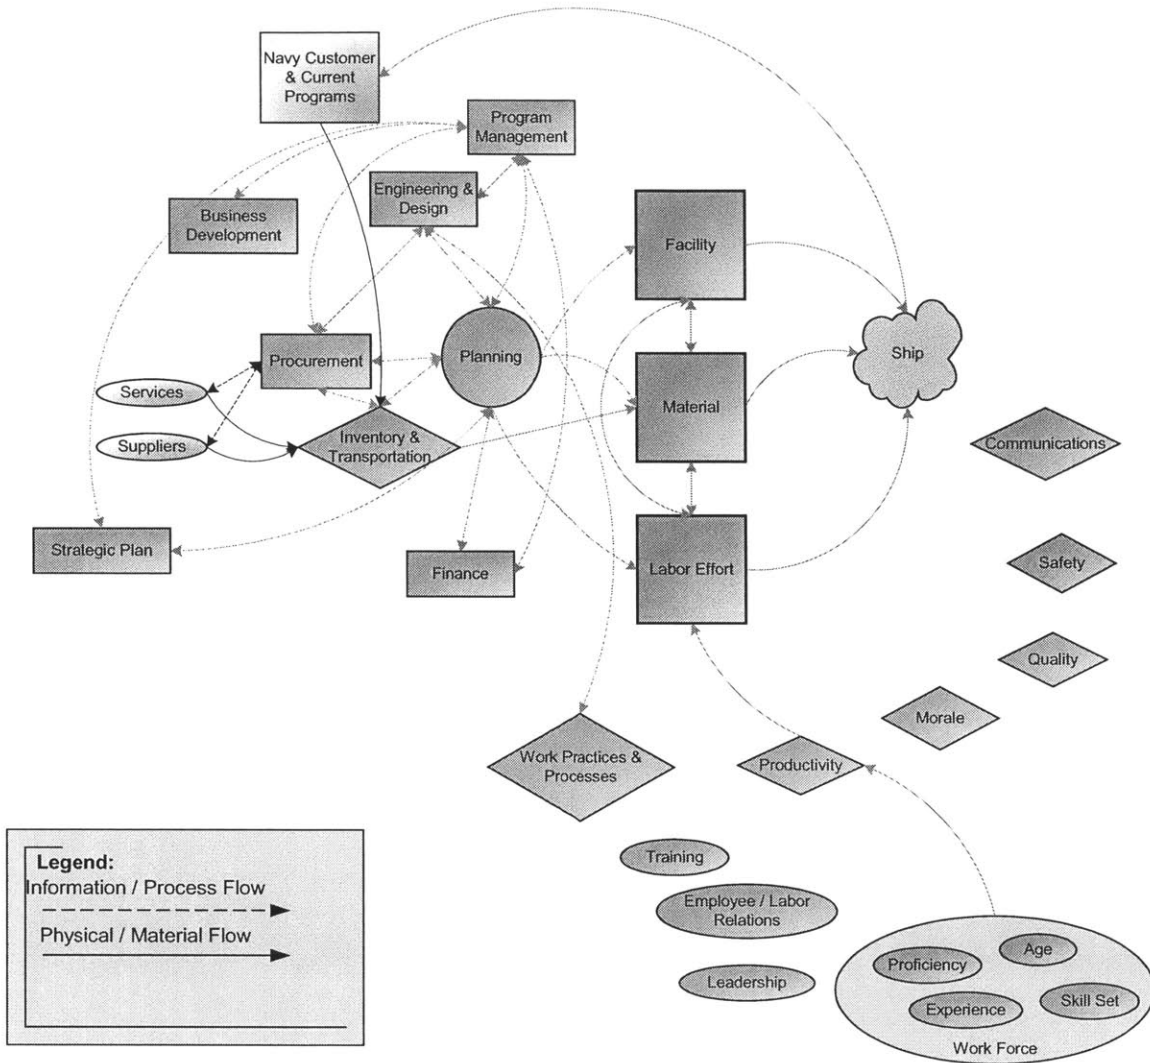 Navy Customer
& Current
Programs
Program
Management
Engineering &
Design
Business
Development
Facility
Procurement
Planning
Ship
Services
Material
Suppliers
Inventory &
Transportation
Communications
Strategic Plan
Finance
Labor Effort
Safety
Quality
Morale
Work Practices &
Processes
Productivity
Training
Employee / Labor
Relations
Leadership
Proficiency
Age
Experience
Skill Set
Work Force
Legend:
Information / Process Flow
Physical / Material Flow